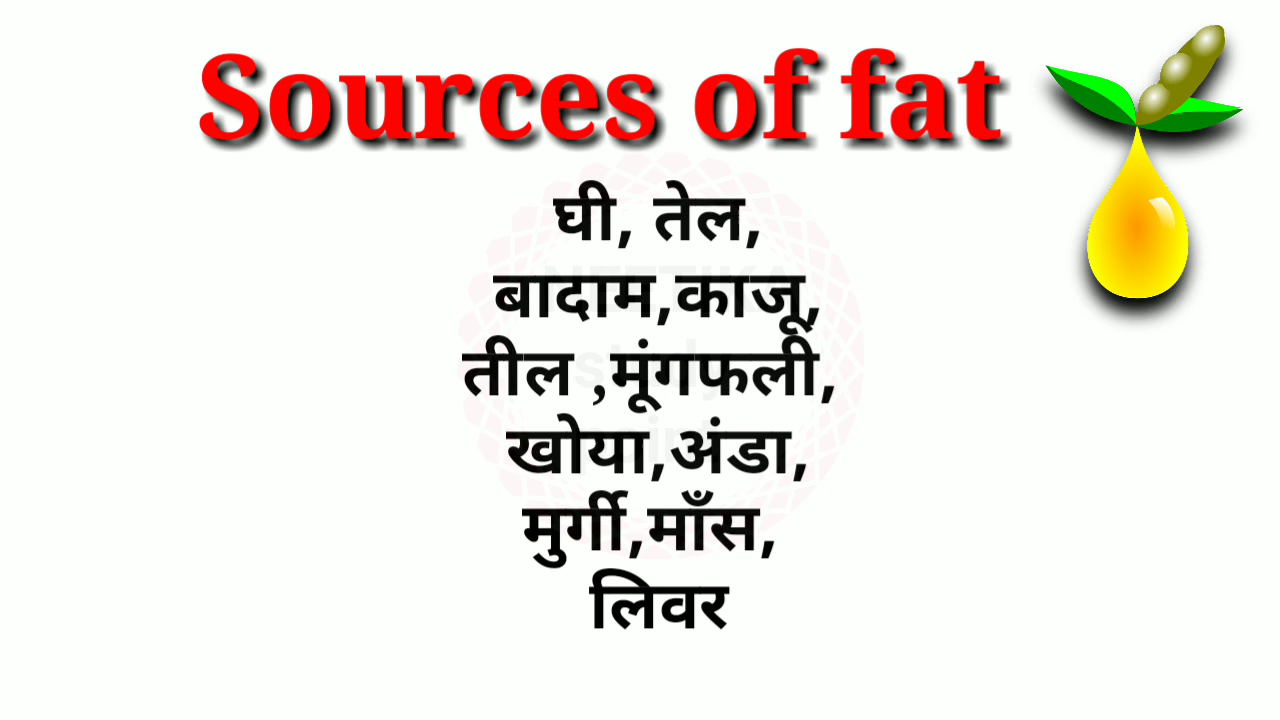 Sources of fat
घी, तेल,
बादाम,काजू,
तील ,मूंगफली,
खोया,अंडा,
मुर्गी,माँस,
लिवर